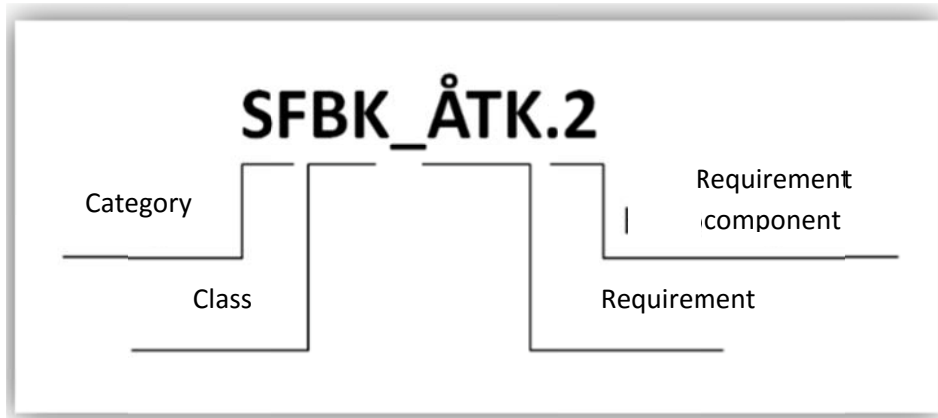 SFBK_ÅTK.2
Category
Requirement
component
Class
Requirement